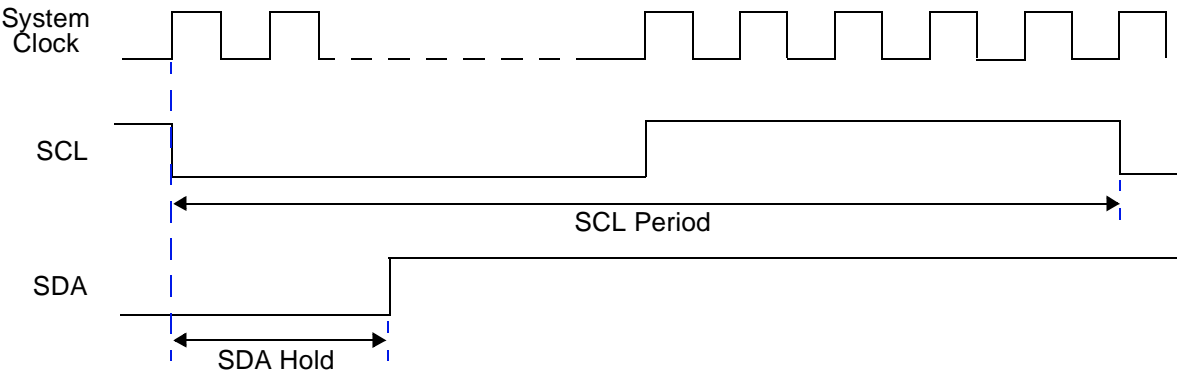 System
Clock
SCL
SCL Period
SDA
SDA Hold